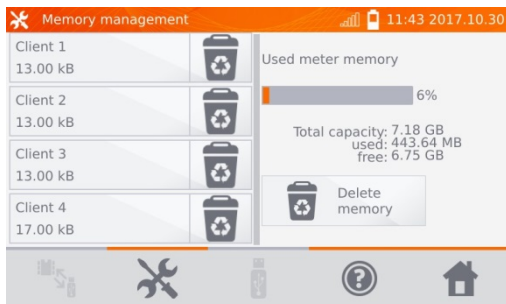 Memory management
11:43 2017.10.30
Client 1
13.00 kB
Client 2
13.00 kB
Client 3
13.00 kB
Client 4
17.00 kB
Used meter memory
6%
Total capacity: 7.18 GB
used: 443.64 MB
free: 6.75 GB
Delete
memory
?